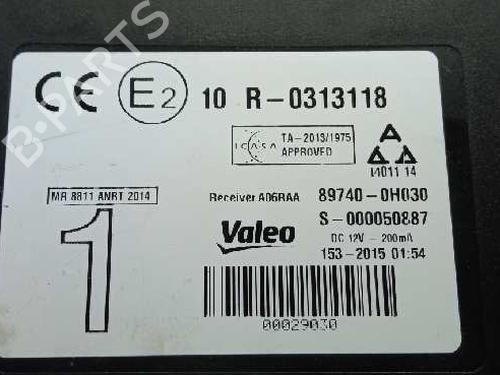 CE E2 10 R-0313118
ICASA TA-2013/1975
APPROVED
14011 14
MR 8811 ANRT 2014
Receiver A06RAA 89740-0H030
S-000050887
Valeo DC 12V - 200mA
153-2015 01:54
1
00029030
B-PARTS